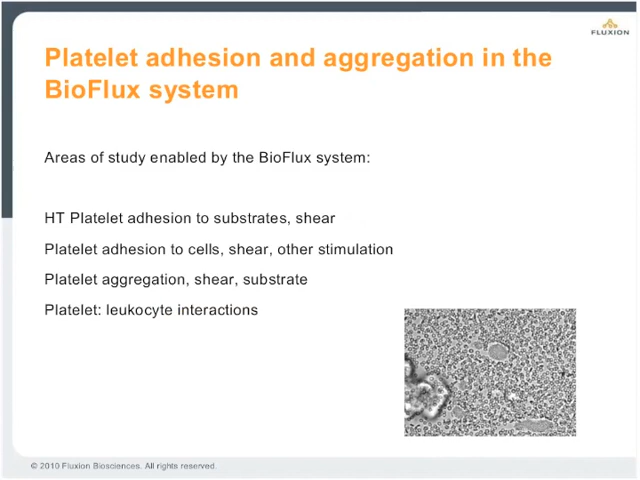 FLUXION
Platelet adhesion and aggregation in the
BioFlux system
Areas of study enabled by the BioFlux system:
HT Platelet adhesion to substrates, shear
Platelet adhesion to cells, shear, other stimulation
Platelet aggregation, shear, substrate
Platelet: leukocyte interactions
© 2010 Fluxion Biosciences. All rights reserved.